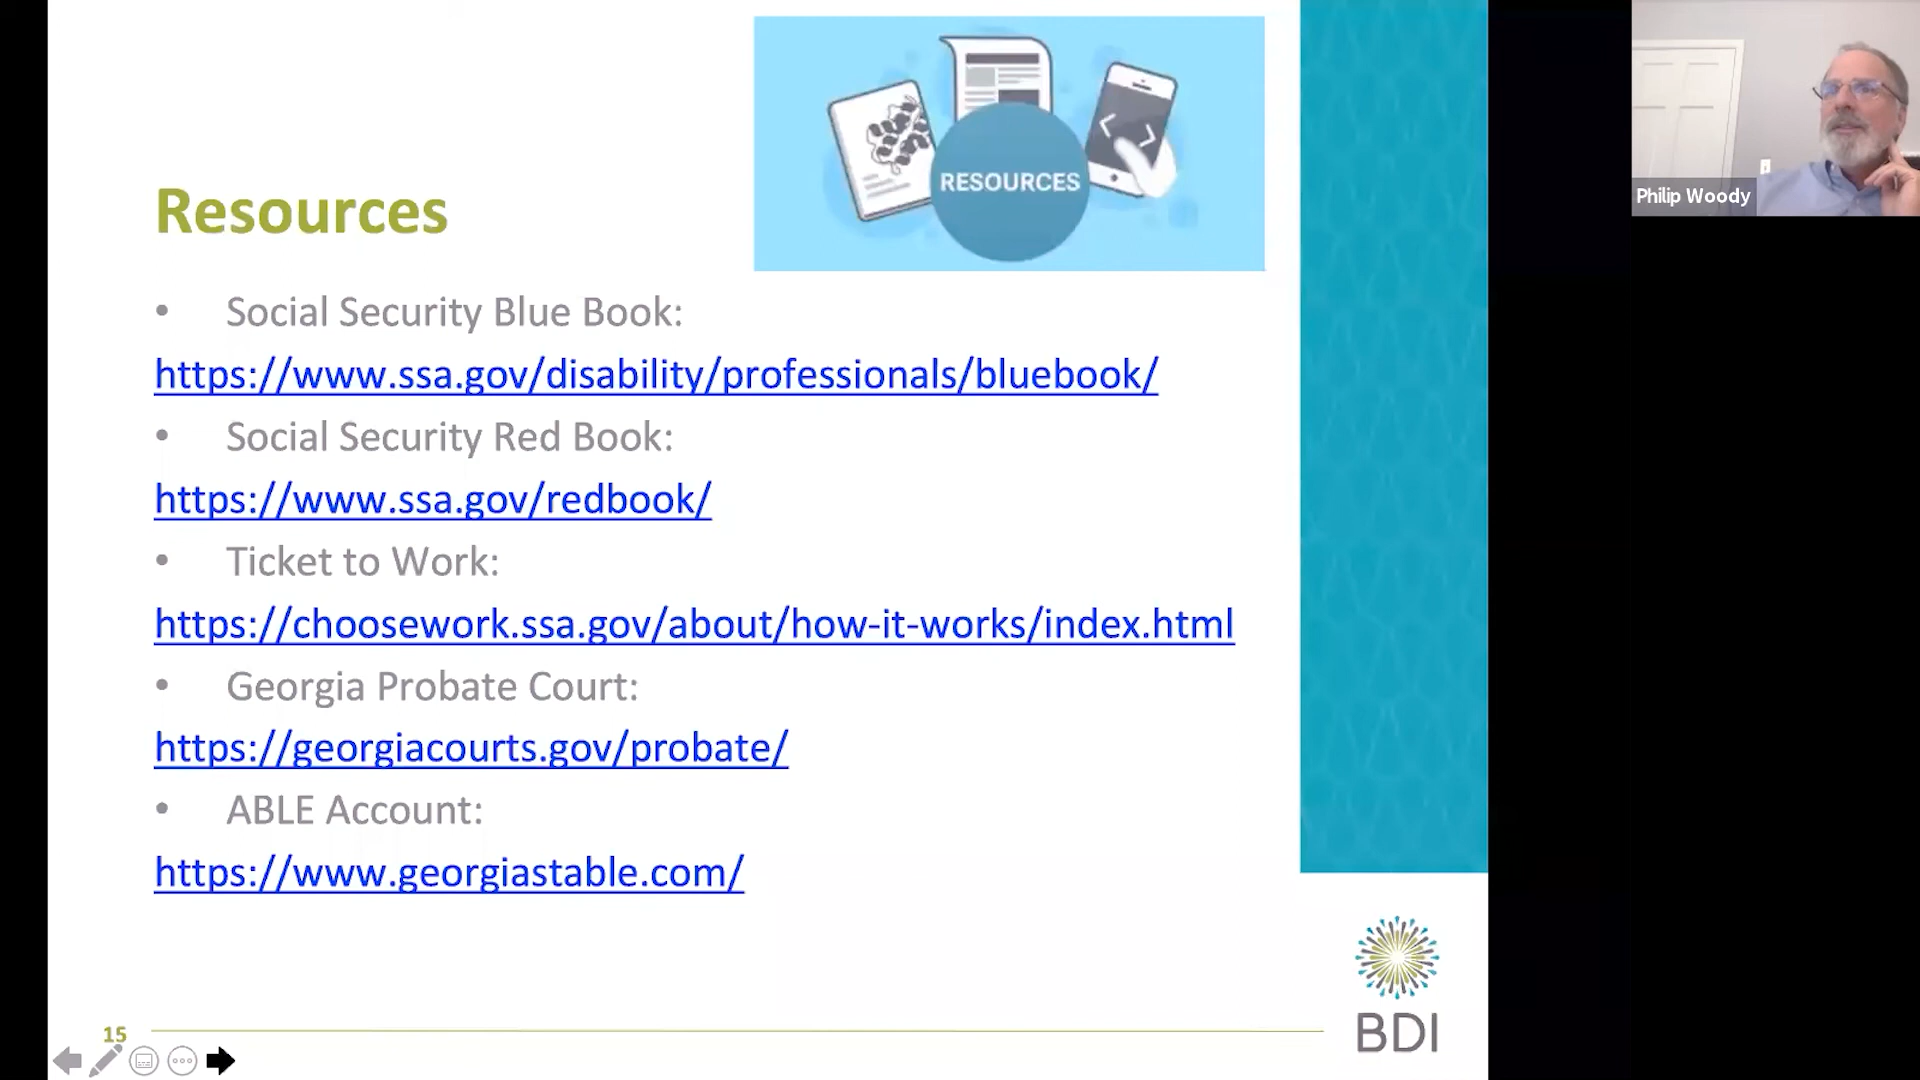 RESOURCES
Philip Woody
Resources
• Social Security Blue Book:
https://www.ssa.gov/disability/professionals/bluebook/
• Social Security Red Book:
https://www.ssa.gov/redbook/
• Ticket to Work:
https://choosework.ssa.gov/about/how-it-works/index.html
• Georgia Probate Court:
https://georgiacourts.gov/probate/
• ABLE Account:
https://www.georgiastable.com/
15
BDI